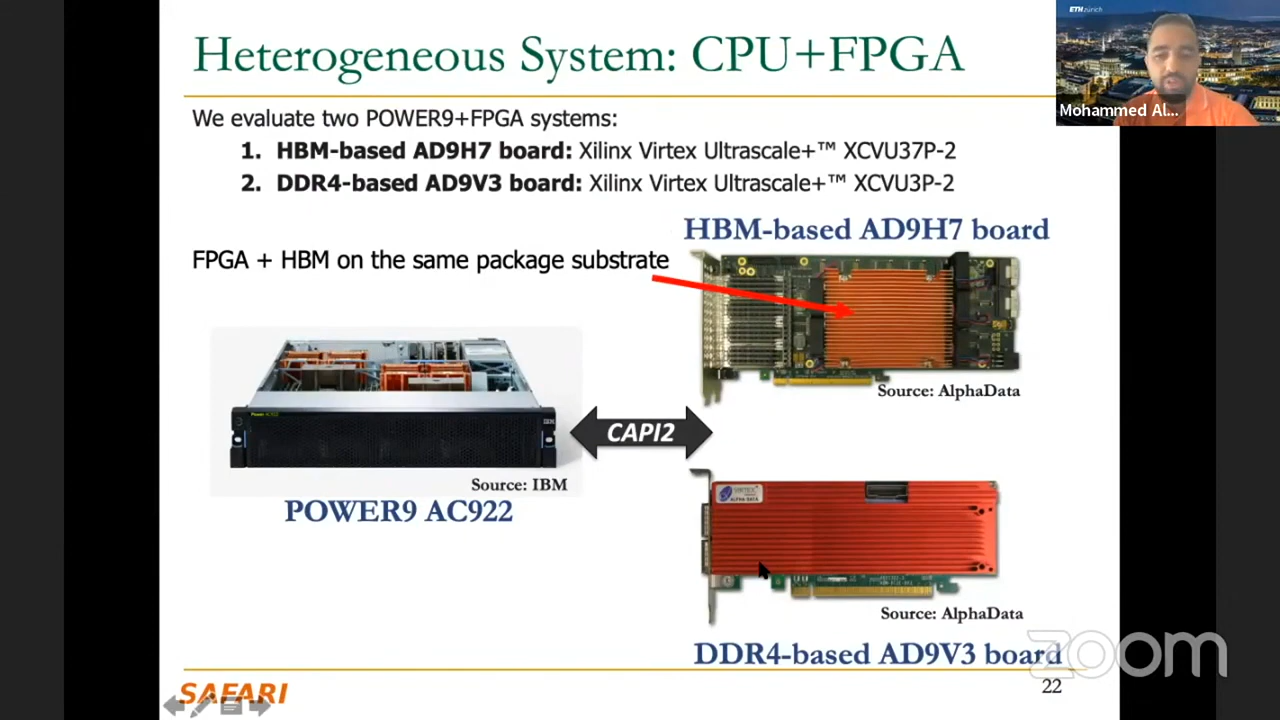 Heterogeneous System: CPU+FPGA
ETH zürich
Mohammed Al...
We evaluate two POWER9+FPGA systems:
1. HBM-based AD9H7 board: Xilinx Virtex Ultrascale+™ XCVU37P-2
2. DDR4-based AD9V3 board: Xilinx Virtex Ultrascale+™ XCVU3P-2
HBM-based AD9H7 board
FPGA + HBM on the same package substrate
Source: AlphaData
CAPI2
Source: IBM
POWER9 AC922
Source: AlphaData
DDR4-based AD9V3 board
zoom
22
SAFARI